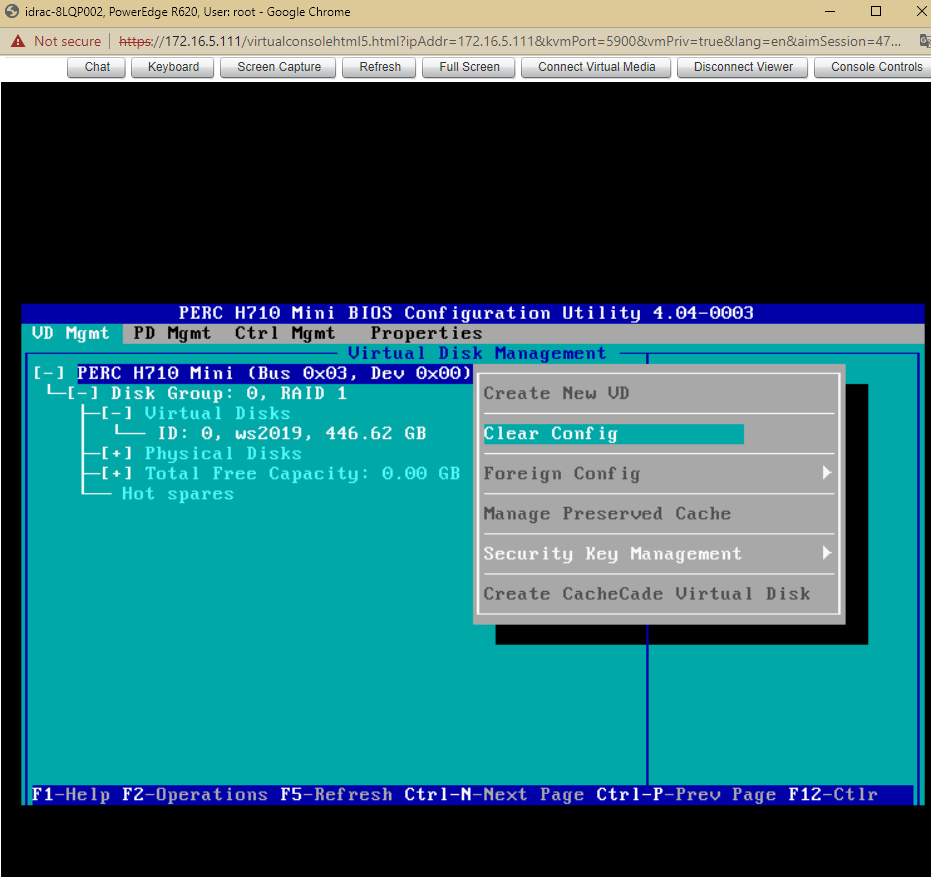 idrac-8LQP002, PowerEdge R620, User: root - Google Chrome
Not secure | https://172.16.5.111/virtualconsolehtml5.html?ipAddr=172.16.5.111&kvmPort=5900&vmPriv=true&lang=en&aimSession=47...
Chat Keyboard Screen Capture Refresh Full Screen Connect Virtual Media Disconnect Viewer Console Controls
PERC H710 Mini BIOS Configuration Utility 4.04-0003
VD Mgmt PD Mgmt Ctrl Mgmt Properties
Virtual Disk Management
[-] PERC H710 Mini (Bus 0x03, Dev 0x00)
[-] Disk Group: 0, RAID 1
[-] Virtual Disks
ID: 0, ws2019, 446.62 GB
[+] Physical Disks
[+] Total Free Capacity: 0.00 GB
Hot spares
Create New VD
Clear Config
Foreign Config
Manage Preserved Cache
Security Key Management
Create CacheCade Virtual Disk
F1-Help F2-Operations F5-Refresh Ctrl-N-Next Page Ctrl-P-Prev Page F12-Ctlr